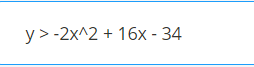 y > -2x^2 + 16x - 34